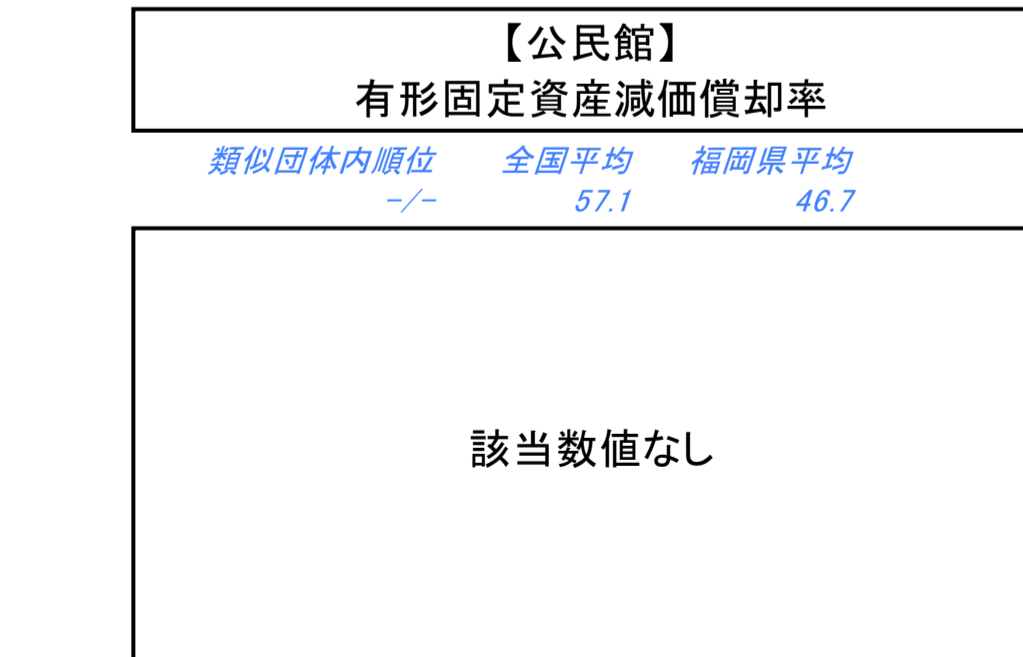 【公民館】
有形固定資産減価償却率
類似団体内順位 全国平均 福岡県平均
-/- 57.1 46.7
該当数値なし